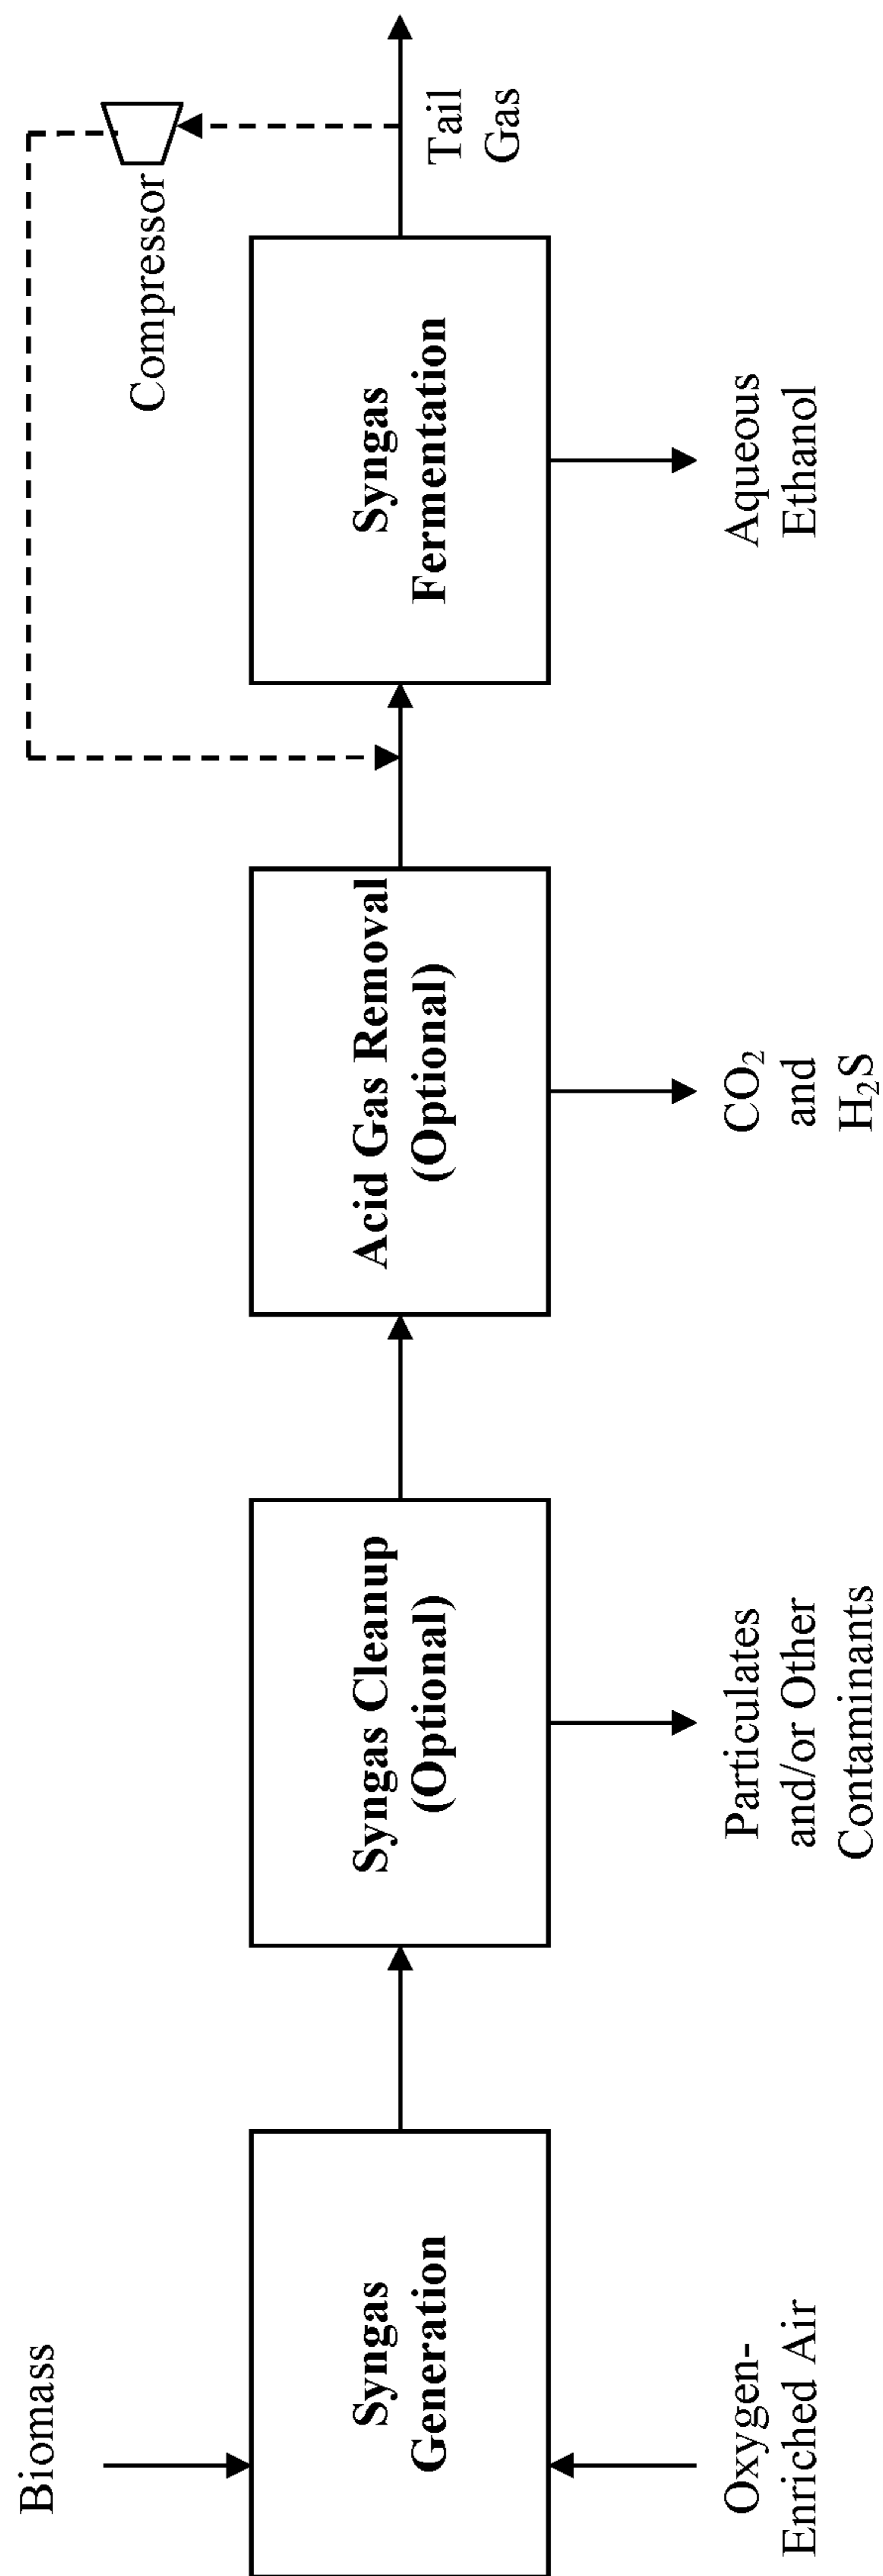 Biomass
Syngas
Generation
Oxygen-
Enriched Air
Syngas Cleanup
(Optional)
Particulates
and/or Other
Contaminants
Acid Gas Removal
(Optional)
CO₂
and
H₂S
Syngas
Fermentation
Aqueous
Ethanol
Compressor
Tail
Gas